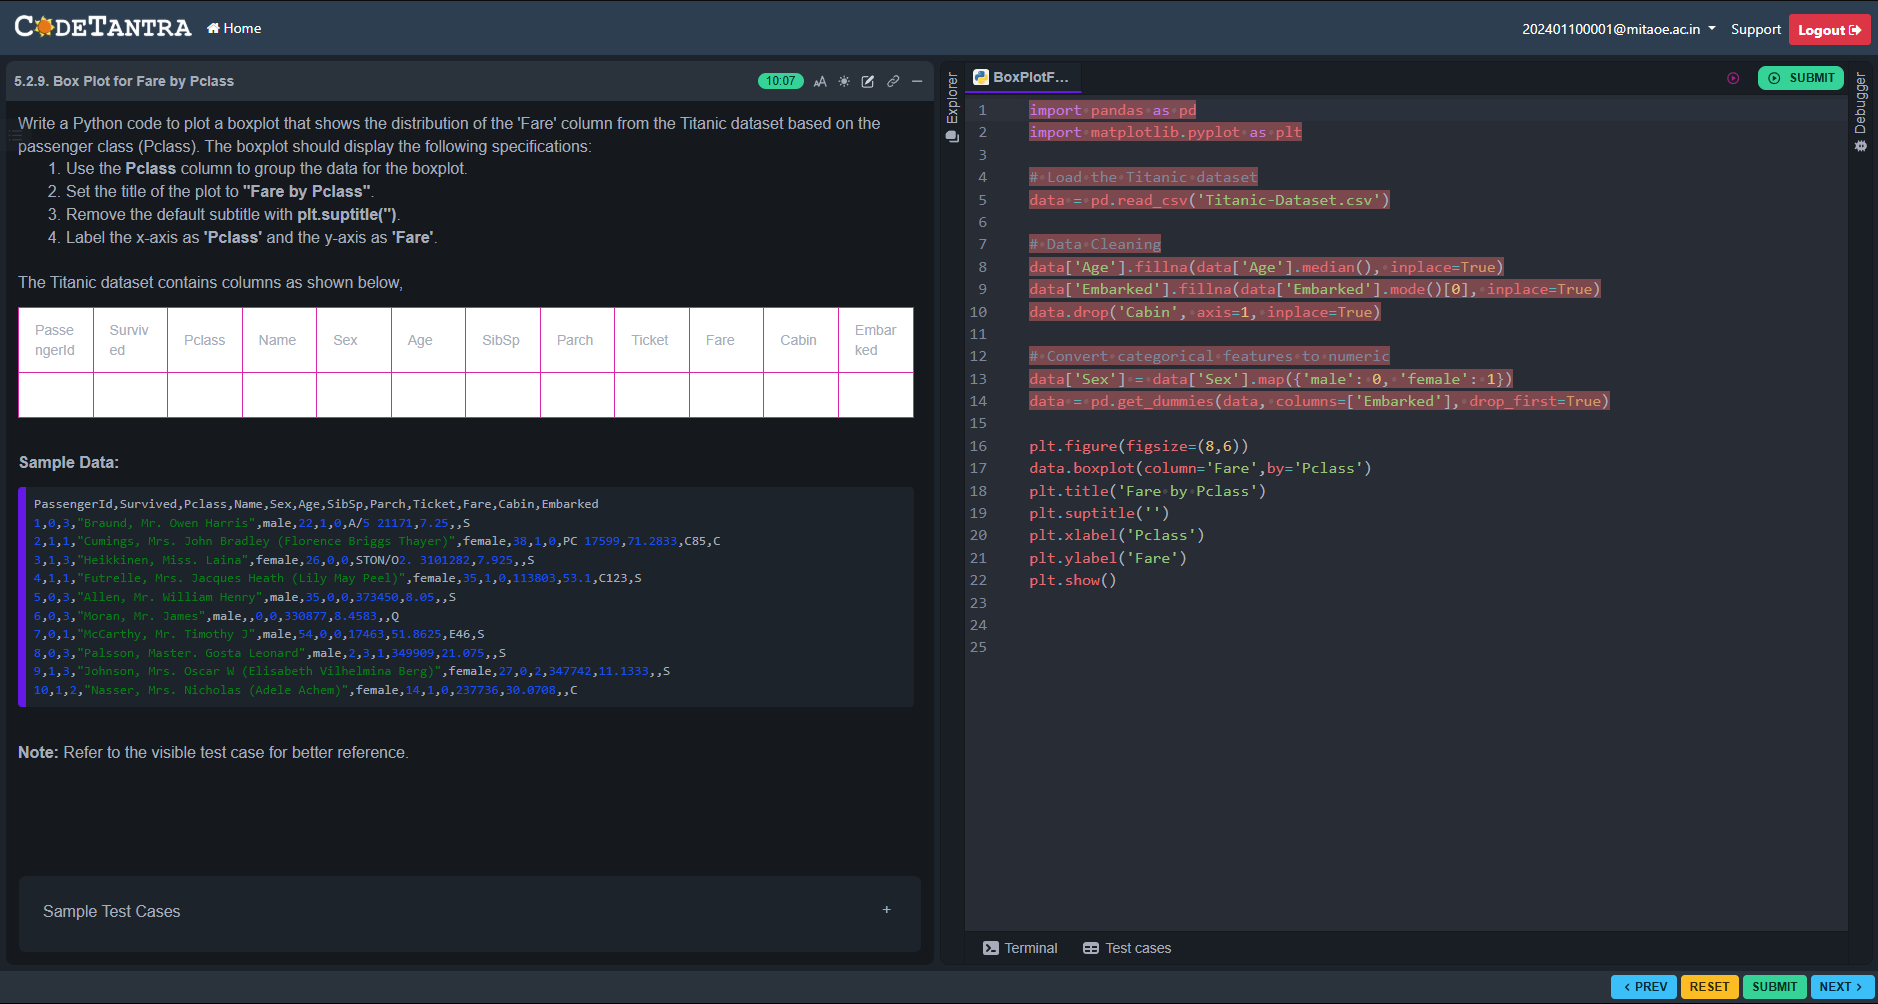 CODETANTRA
Home
202401100001@mitaoe.ac.in
Support
Logout
5.2.9. Box Plot for Fare by Pclass
10:07
Write a Python code to plot a boxplot that shows the distribution of the 'Fare' column from the Titanic dataset based on the
passenger class (Pclass). The boxplot should display the following specifications:
1. Use the Pclass column to group the data for the boxplot.
2. Set the title of the plot to "Fare by Pclass".
3. Remove the default subtitle with plt.suptitle('').
4. Label the x-axis as 'Pclass' and the y-axis as 'Fare'.
The Titanic dataset contains columns as shown below,
Passe
ngerId
Surviv
ed
Pclass
Name
Sex
Age
SibSp
Parch
Ticket
Fare
Cabin
Embar
ked
Sample Data:
PassengerId,Survived,Pclass,Name,Sex,Age,SibSp,Parch,Ticket,Fare,Cabin,Embarked
1,0,3,"Braund, Mr. Owen Harris",male,22,1,0,A/5 21171,7.25,,S
2,1,1,"Cumings, Mrs. John Bradley (Florence Briggs Thayer)",female,38,1,0,PC 17599,71.2833,C85,C
3,1,3,"Heikkinen, Miss. Laina",female,26,0,0,STON/O2. 3101282,7.925,,S
4,1,1,"Futrelle, Mrs. Jacques Heath (Lily May Peel)",female,35,1,0,113803,53.1,C123,S
5,0,3,"Allen, Mr. William Henry",male,35,0,0,373450,8.05,,S
6,0,3,"Moran, Mr. James",male,,0,0,330877,8.4583,,Q
7,0,1,"McCarthy, Mr. Timothy J",male,54,0,0,17463,51.8625,E46,S
8,0,3,"Palsson, Master. Gosta Leonard",male,2,3,1,349909,21.075,,S
9,1,3,"Johnson, Mrs. Oscar W (Elisabeth Vilhelmina Berg)",female,27,0,2,347742,11.1333,,S
10,1,2,"Nasser, Mrs. Nicholas (Adele Achem)",female,14,1,0,237736,30.0708,,C
Note: Refer to the visible test case for better reference.
Sample Test Cases
+
Explorer
BoxPlotF...
SUBMIT
Debugger
1 import pandas as pd
2 import matplotlib.pyplot as plt
3
4 # Load the Titanic dataset
5 data = pd.read_csv('Titanic-Dataset.csv')
6
7 # Data Cleaning
8 data['Age'].fillna(data['Age'].median(), inplace=True)
9 data['Embarked'].fillna(data['Embarked'].mode()[0], inplace=True)
10 data.drop('Cabin', axis=1, inplace=True)
11
12 # Convert categorical features to numeric
13 data['Sex'] = data['Sex'].map({'male': 0, 'female': 1})
14 data = pd.get_dummies(data, columns=['Embarked'], drop_first=True)
15
16 plt.figure(figsize=(8,6))
17 data.boxplot(column='Fare',by='Pclass')
18 plt.title('Fare by Pclass')
19 plt.suptitle('')
20 plt.xlabel('Pclass')
21 plt.ylabel('Fare')
22 plt.show()
23
24
25
Terminal
Test cases
< PREV
RESET
SUBMIT
NEXT >